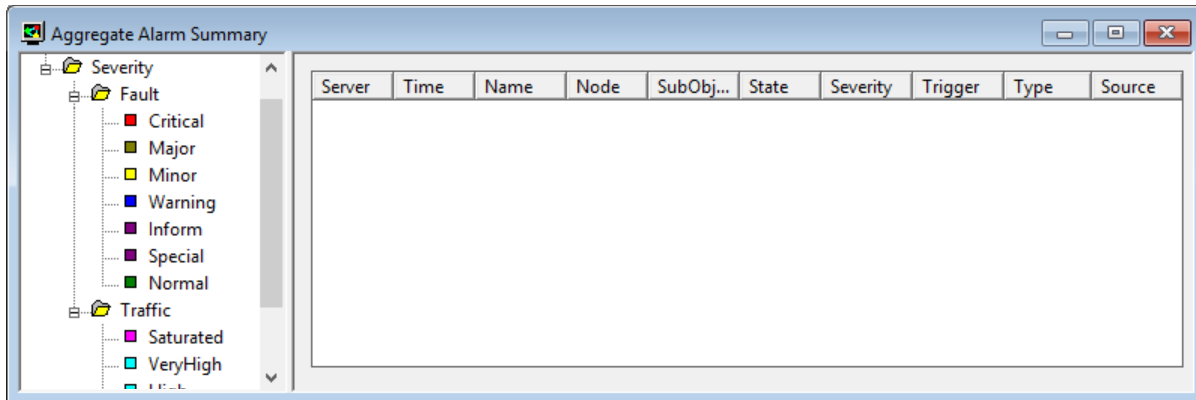 Aggregate Alarm Summary
Severity
Fault
Critical
Major
Minor
Warning
Inform
Special
Normal
Traffic
Saturated
VeryHigh
Server Time Name Node SubObj... State Severity Trigger Type Source